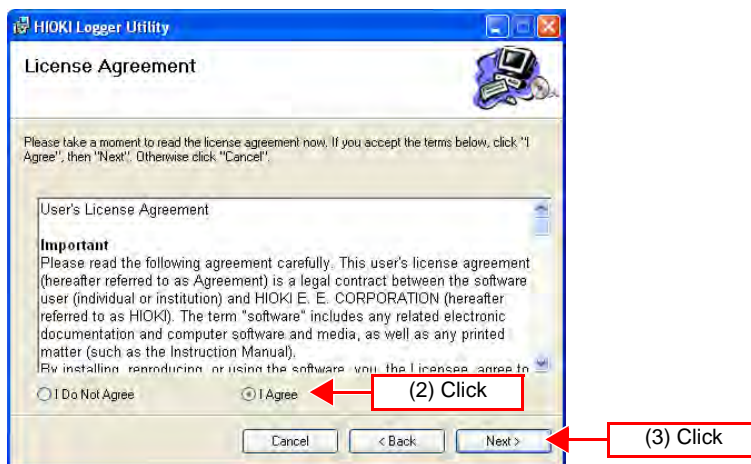 HIOKI Logger Utility
License Agreement
Please take a moment to read the license agreement now. If you accept the terms below, click "I
Agree", then "Next". Otherwise click "Cancel".
User's License Agreement
Important
Please read the following agreement carefully. This user's license agreement
(hereafter referred to as Agreement) is a legal contract between the software
user (individual or institution) and HIOKI E. E. CORPORATION (hereafter
referred to as HIOKI). The term "software" includes any related electronic
documentation and computer software and media, as well as any printed
matter (such as the Instruction Manual).
By installing, reproducing, or using the software, you, the Licensee, agree to
I Do Not Agree
I Agree
(2) Click
Cancel
< Back
Next >
(3) Click